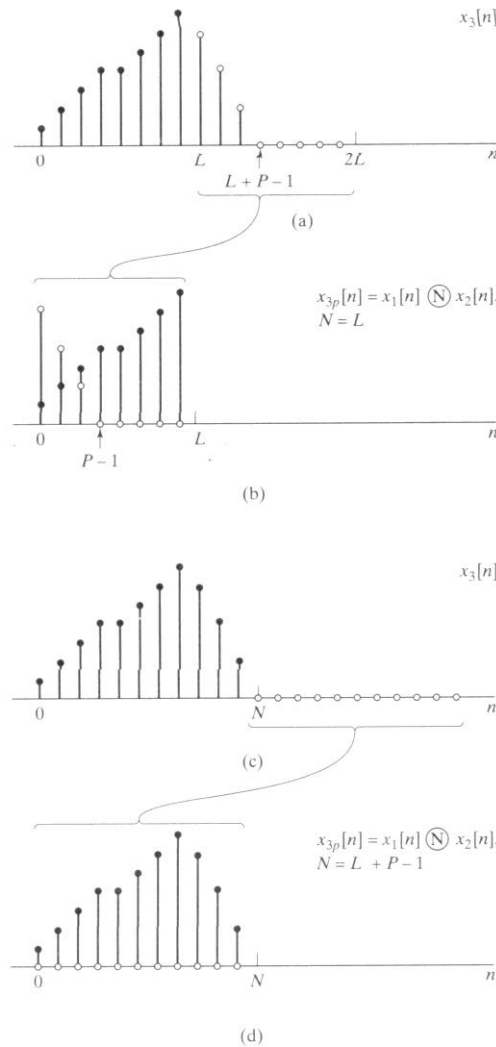 x₃[n]
0 L 2L n
L + P − 1
(a)
x₃ₚ[n] = x₁[n] Ⓝ x₂[n].
N = L
0 L n
P − 1
(b)
x₃[n]
0 N n
(c)
x₃ₚ[n] = x₁[n] Ⓝ x₂[n].
N = L + P − 1
0 N n
(d)